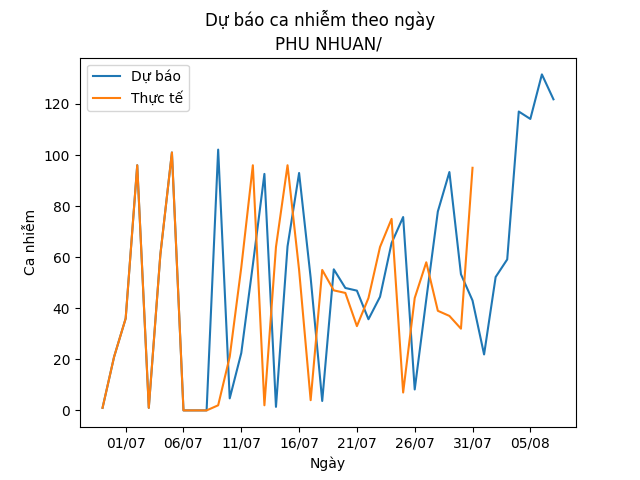 Dự báo ca nhiễm theo ngày
PHU NHUAN/
Dự báo
Thực tế
120
100
80
60
40
20
0
Ca nhiễm
01/07 06/07 11/07 16/07 21/07 26/07 31/07 05/08
Ngày